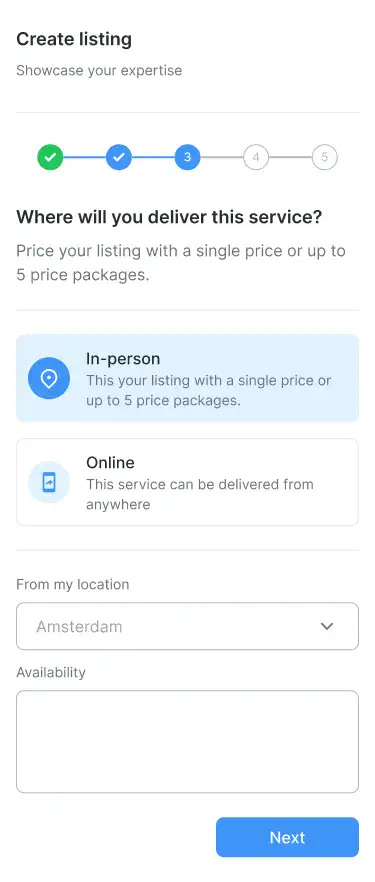 Create listing
Showcase your expertise
3
4
5
Where will you deliver this service?
Price your listing with a single price or up to
5 price packages.
In-person
This your listing with a single price or
up to 5 price packages.
Online
This service can be delivered from
anywhere
From my location
Amsterdam
Availability
Next